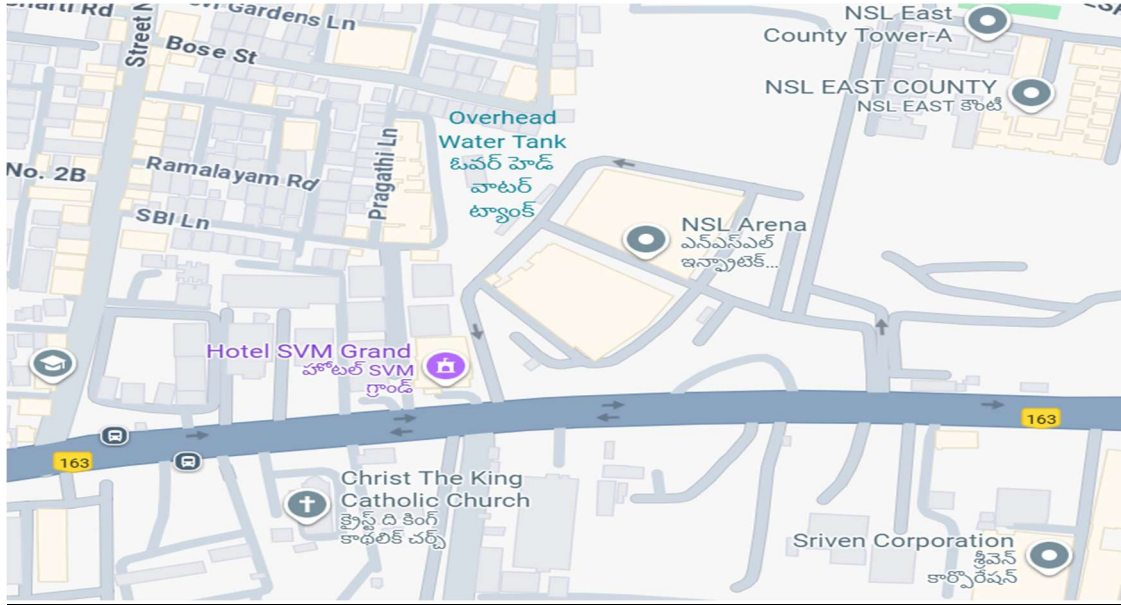 Gardens Ln
NSL East
County Tower-A
Bose St
NSL EAST COUNTY
NSL EAST కౌంటీ
Overhead
Water Tank
ఓవర్ హెడ్
వాటర్
ట్యాంక్
No. 2B
Ramalayam Rd
Pragathi Ln
SBI Ln
NSL Arena
ఎన్ఎస్ఎల్
ఇన్ఫ్రాటెక్...
Hotel SVM Grand
హోటల్ SVM
గ్రాండ్
163
163
Christ The King
Catholic Church
క్రైస్ట్ ది కింగ్
కాథలిక్ చర్చ్
Sriven Corporation
శ్రీవెన్
కార్పొరేషన్
Street
Rd